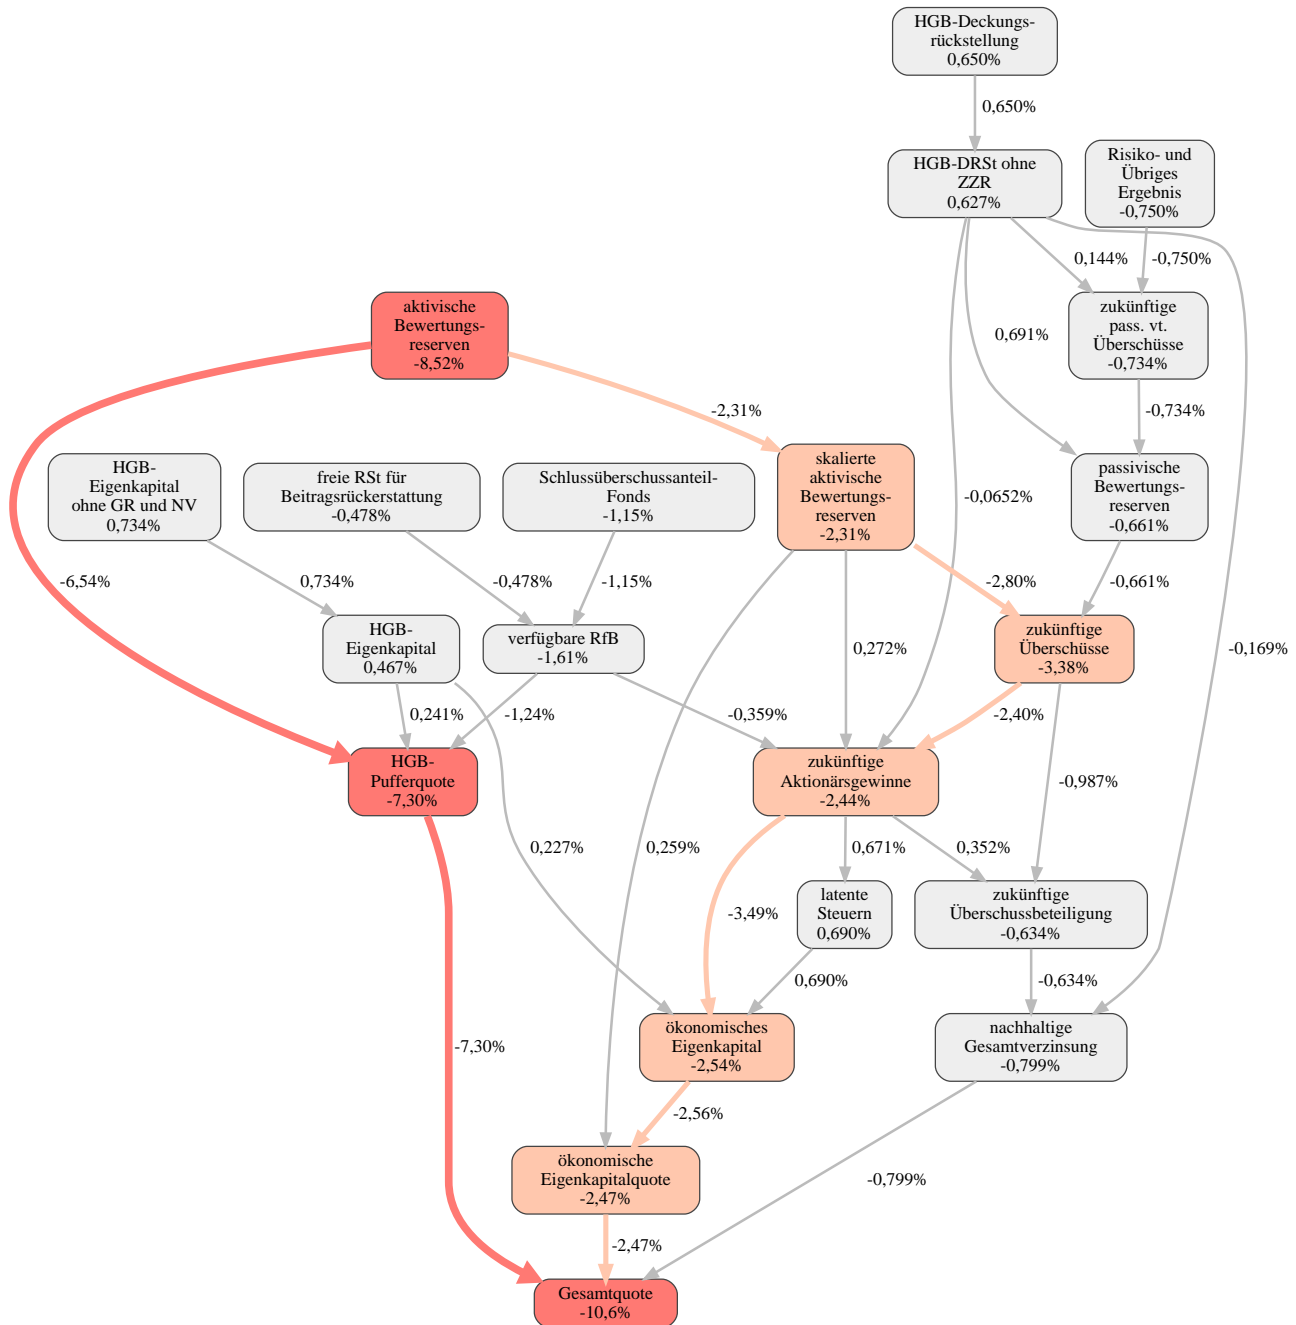 HGB-Deckungs-
rückstellung
0,650%
0,650%
HGB-DRSt ohne
ZZR
0,627%
Risiko- und
Übriges
Ergebnis
-0,750%
0,144%
-0,750%
aktivische
Bewertungs-
reserven
-8,52%
zukünftige
pass. vt.
Überschüsse
-0,734%
0,691%
-2,31%
-0,734%
HGB-
Eigenkapital
ohne GR und NV
0,734%
freie RSt für
Beitragsrückerstattung
-0,478%
Schlussüberschussanteil-
Fonds
-1,15%
skalierte
aktivische
Bewertungs-
reserven
-2,31%
-0,0652%
passivische
Bewertungs-
reserven
-0,661%
-6,54%
0,734%
-0,478%
-1,15%
-2,80%
-0,661%
HGB-
Eigenkapital
0,467%
verfügbare RfB
-1,61%
0,272%
zukünftige
Überschüsse
-3,38%
-0,169%
0,241%
-1,24%
-0,359%
-2,40%
HGB-
Pufferquote
-7,30%
zukünftige
Aktionärsgewinne
-2,44%
-0,987%
0,227%
0,259%
0,671%
0,352%
-3,49%
latente
Steuern
0,690%
zukünftige
Überschussbeteiligung
-0,634%
0,690%
-0,634%
-7,30%
ökonomisches
Eigenkapital
-2,54%
nachhaltige
Gesamtverzinsung
-0,799%
-2,56%
ökonomische
Eigenkapitalquote
-2,47%
-0,799%
-2,47%
Gesamtquote
-10,6%